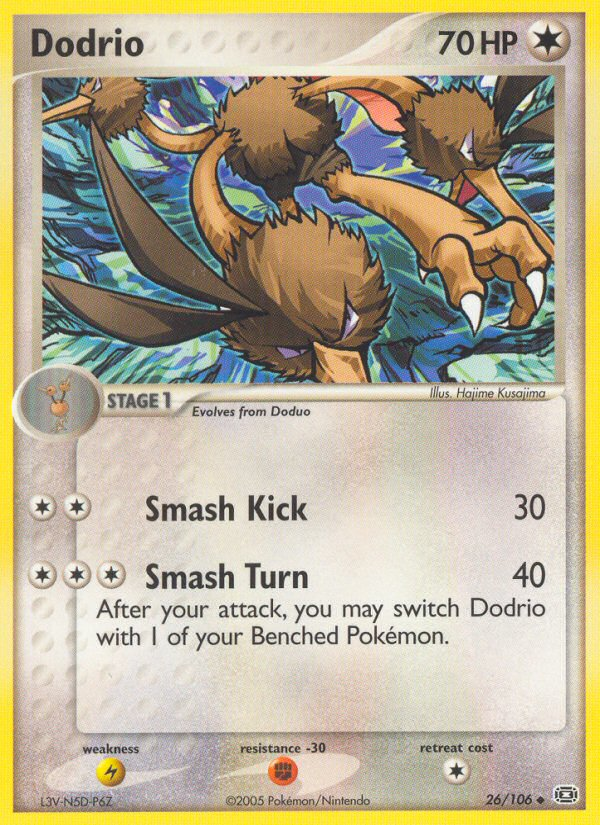 Dodrio 70 HP
Illus. Hajime Kusajima
STAGE 1
Evolves from Doduo
Smash Kick 30
Smash Turn 40
After your attack, you may switch Dodrio
with 1 of your Benched Pokémon.
weakness resistance -30 retreat cost
L3V-N5D-P6Z ©2005 Pokémon/Nintendo 26/106